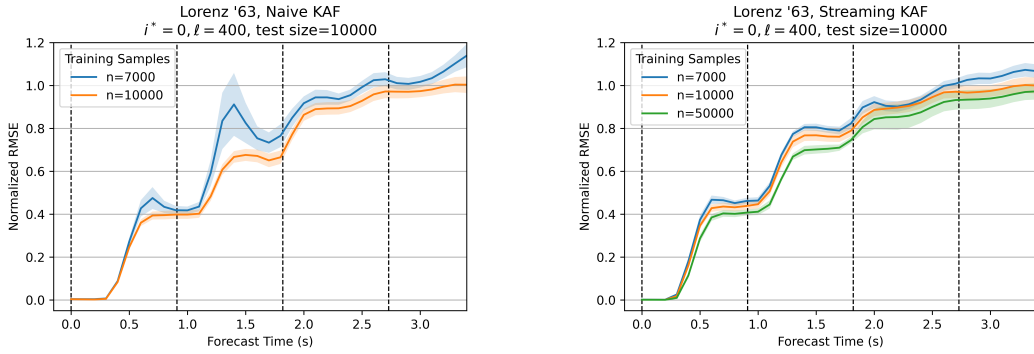 Lorenz '63, Naive KAF
i* = 0, ℓ = 400, test size=10000
Normalized RMSE
1.2
1.0
0.8
0.6
0.4
0.2
0.0
Training Samples
n=7000
n=10000
0.0 0.5 1.0 1.5 2.0 2.5 3.0
Forecast Time (s)
Lorenz '63, Streaming KAF
i* = 0, ℓ = 400, test size=10000
Normalized RMSE
1.2
1.0
0.8
0.6
0.4
0.2
0.0
Training Samples
n=7000
n=10000
n=50000
0.0 0.5 1.0 1.5 2.0 2.5 3.0
Forecast Time (s)